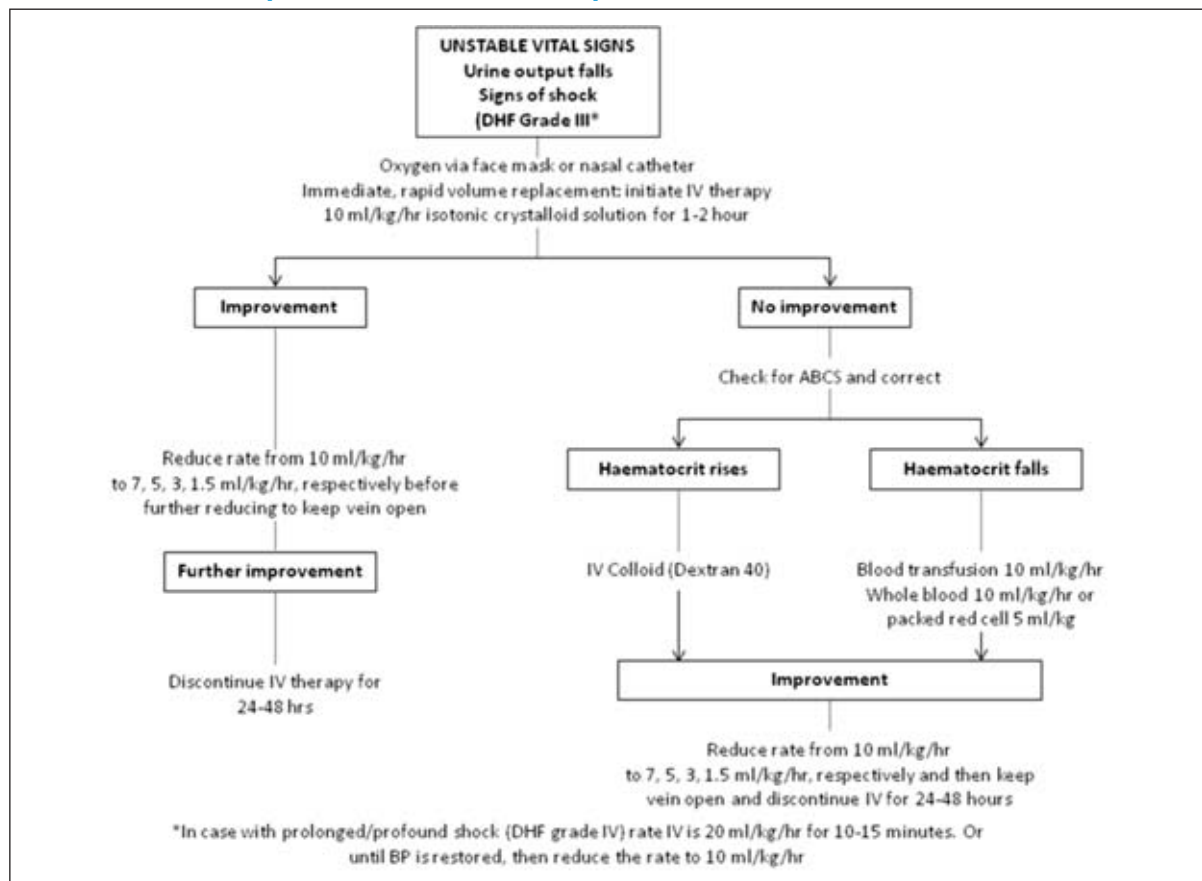 UNSTABLE VITAL SIGNS
Urine output falls
Signs of shock
(DHF Grade III*
Oxygen via face mask or nasal catheter
Immediate, rapid volume replacement: initiate IV therapy
10 ml/kg/hr isotonic crystalloid solution for 1-2 hour
Improvement
No improvement
Check for ABCS and correct
Reduce rate from 10 ml/kg/hr
to 7, 5, 3, 1.5 ml/kg/hr, respectively before
further reducing to keep vein open
Haematocrit rises
Haematocrit falls
Further improvement
IV Colloid (Dextran 40)
Blood transfusion 10 ml/kg/hr
Whole blood 10 ml/kg/hr or
packed red cell 5 ml/kg
Discontinue IV therapy for
24-48 hrs
Improvement
Reduce rate from 10 ml/kg/hr
to 7, 5, 3, 1.5 ml/kg/hr, respectively and then keep
vein open and discontinue IV for 24-48 hours
*In case with prolonged/profound shock (DHF grade IV) rate IV is 20 ml/kg/hr for 10-15 minutes. Or
until BP is restored, then reduce the rate to 10 ml/kg/hr